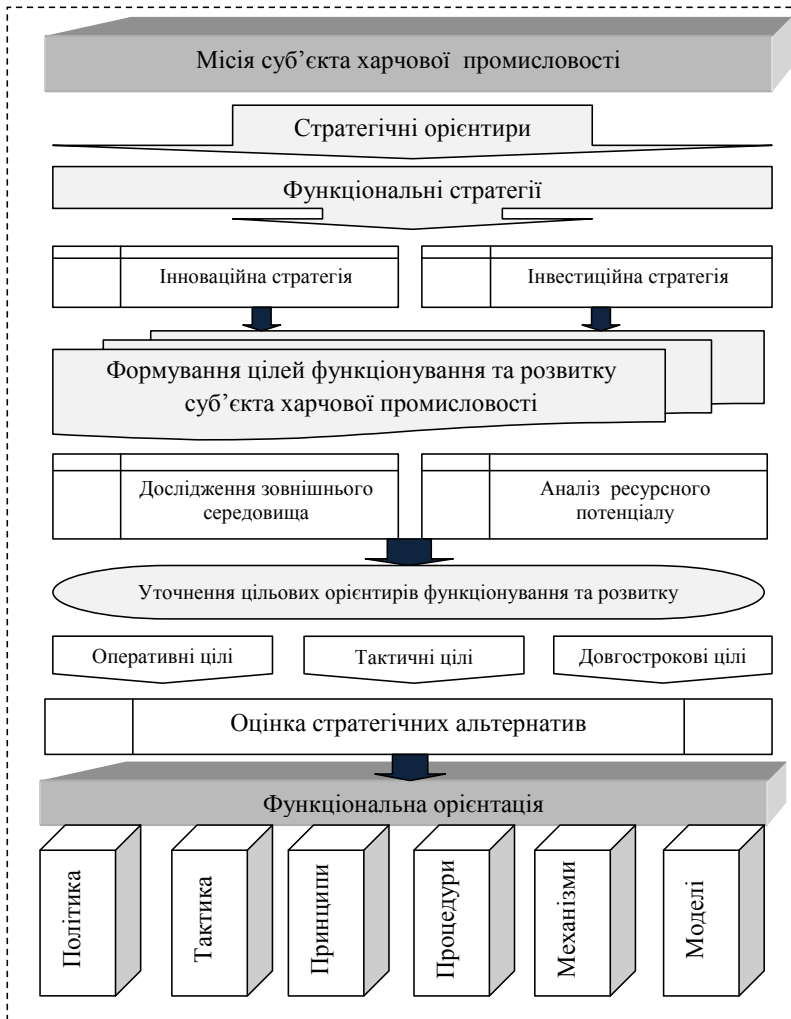 Місія суб’єкта харчової промисловості
Стратегічні орієнтири
Функціональні стратегії
Інноваційна стратегія
Інвестиційна стратегія
Формування цілей функціонування та розвитку
суб’єкта харчової промисловості
Дослідження зовнішнього
середовища
Аналіз ресурсного
потенціалу
Уточнення цільових орієнтирів функціонування та розвитку
Оперативні цілі
Тактичні цілі
Довгострокові цілі
Оцінка стратегічних альтернатив
Функціональна орієнтація
Політика
Тактика
Принципи
Процедури
Механізми
Моделі